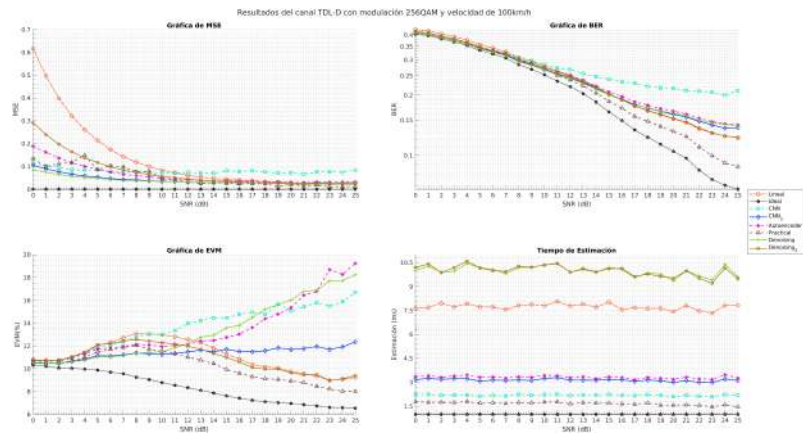 Resultados del canal TDL-D con modulación 256QAM y velocidad de 100km/h
Gráfica de MSE
0.7
0.6
0.5
0.4
0.3
0.2
0.1
0
MSE
0 1 2 3 4 5 6 7 8 9 10 11 12 13 14 15 16 17 18 19 20 21 22 23 24 25
SNR (dB)
Gráfica de BER
0.4
0.3
0.25
0.2
0.15
0.1
BER
0 1 2 3 4 5 6 7 8 9 10 11 12 13 14 15 16 17 18 19 20 21 22 23 24 25
SNR (dB)
Lineal
Ideal
CNN
CNN
Autoencoder
Practical
Denoising
Denoising
Gráfica de EVM
20
18
16
14
12
10
8
6
EVM(%)
0 1 2 3 4 5 6 7 8 9 10 11 12 13 14 15 16 17 18 19 20 21 22 23 24 25
SNR (dB)
Tiempo de Estimación
10.5
9
7.5
6
4.5
3
1.5
Estimación (ms)
0 1 2 3 4 5 6 7 8 9 10 11 12 13 14 15 16 17 18 19 20 21 22 23 24 25
SNR (dB)